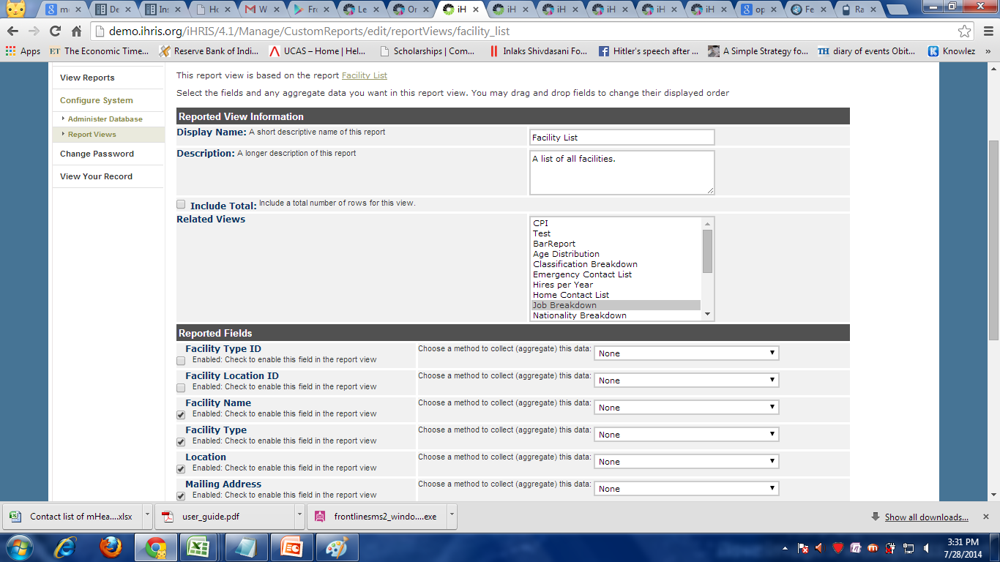 m
De
Ins
Ho
W
Fro
Le
Or
iH
iH
iH
iH
iH
iH
op
Fe
Ra
demo.ihris.org/iHRIS/4.1/Manage/CustomReports/edit/reportViews/facility_list
Apps ET The Economic Time... Reserve Bank of Indi... UCAS – Home | Hel... Scholarships | Com... Inlaks Shivdasani Fo... Hitler's speech after ... A Simple Strategy fo... TH diary of events Obit... Knowlez »
View Reports
Configure System
Administer Database
Report Views
Change Password
View Your Record
This report view is based on the report Facility List
Select the fields and any aggregate data you want in this report view. You may drag and drop fields to change their displayed order
Reported View Information
Display Name: A short descriptive name of this report Facility List
Description: A longer description of this report A list of all facilities.
Include Total: Include a total number of rows for this view.
Related Views
CPI
Test
BarReport
Age Distribution
Classification Breakdown
Emergency Contact List
Hires per Year
Home Contact List
Job Breakdown
Nationality Breakdown
Reported Fields
Facility Type ID
Enabled: Check to enable this field in the report view
Choose a method to collect (aggregate) this data: None
Facility Location ID
Enabled: Check to enable this field in the report view
Choose a method to collect (aggregate) this data: None
Facility Name
Enabled: Check to enable this field in the report view
Choose a method to collect (aggregate) this data: None
Facility Type
Enabled: Check to enable this field in the report view
Choose a method to collect (aggregate) this data: None
Location
Enabled: Check to enable this field in the report view
Choose a method to collect (aggregate) this data: None
Mailing Address
Enabled: Check to enable this field in the report view
Choose a method to collect (aggregate) this data: None
Contact list of mHea....xlsx
user_guide.pdf
frontlinesms2_windo....exe
Show all downloads...
3:31 PM
7/28/2014